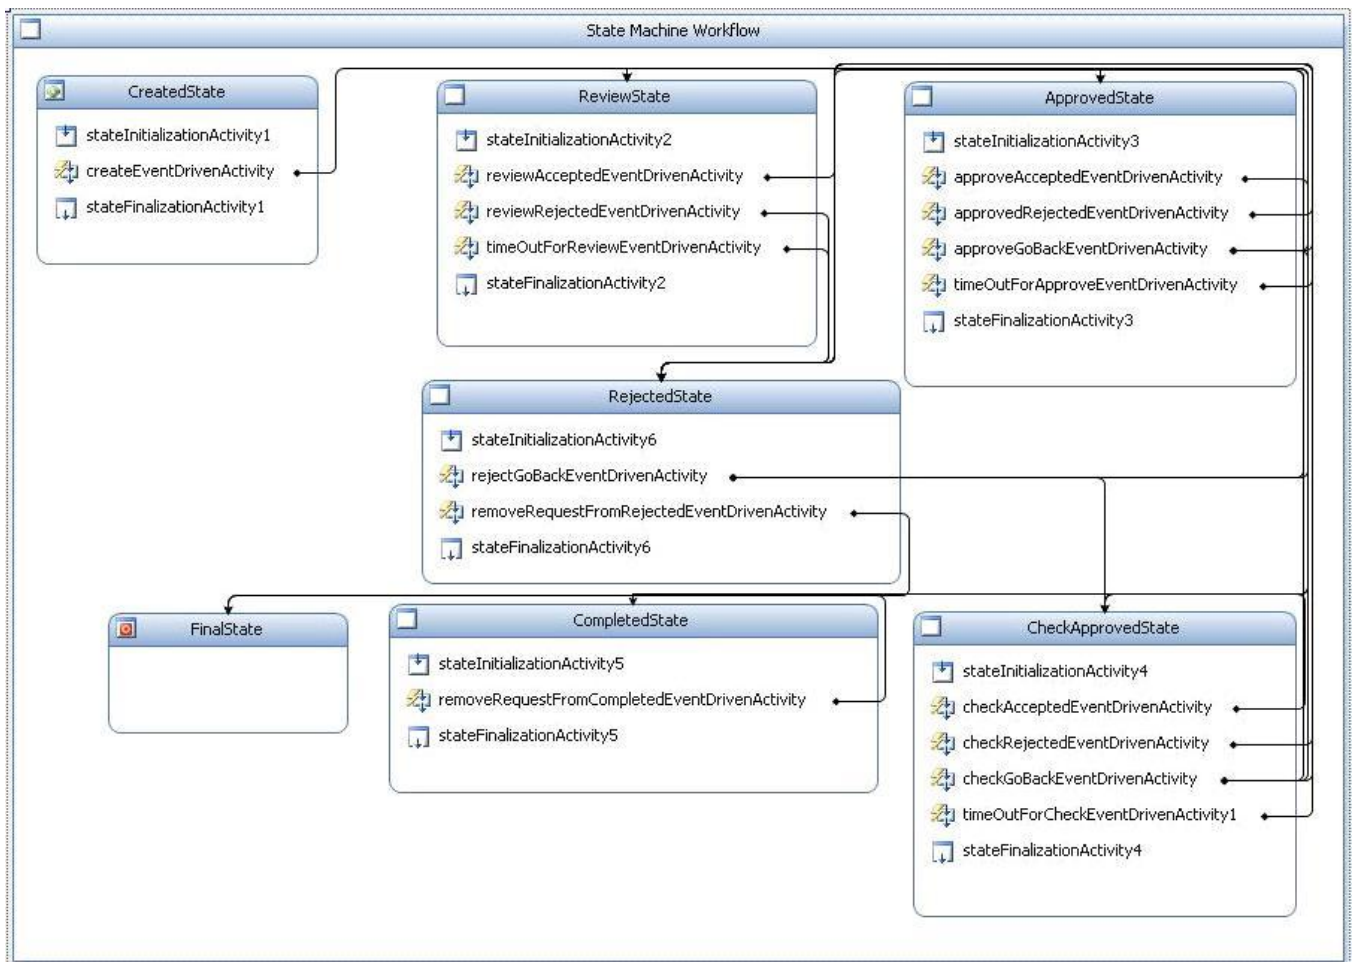 State Machine Workflow
CreatedState
stateInitializationActivity1
createEventDrivenActivity
stateFinalizationActivity1
ReviewState
stateInitializationActivity2
reviewAcceptedEventDrivenActivity
reviewRejectedEventDrivenActivity
timeOutForReviewEventDrivenActivity
stateFinalizationActivity2
ApprovedState
stateInitializationActivity3
approveAcceptedEventDrivenActivity
approvedRejectedEventDrivenActivity
approveGoBackEventDrivenActivity
timeOutForApproveEventDrivenActivity
stateFinalizationActivity3
RejectedState
stateInitializationActivity6
rejectGoBackEventDrivenActivity
removeRequestFromRejectedEventDrivenActivity
stateFinalizationActivity6
FinalState
CompletedState
stateInitializationActivity5
removeRequestFromCompletedEventDrivenActivity
stateFinalizationActivity5
CheckApprovedState
stateInitializationActivity4
checkAcceptedEventDrivenActivity
checkRejectedEventDrivenActivity
checkGoBackEventDrivenActivity
timeOutForCheckEventDrivenActivity1
stateFinalizationActivity4